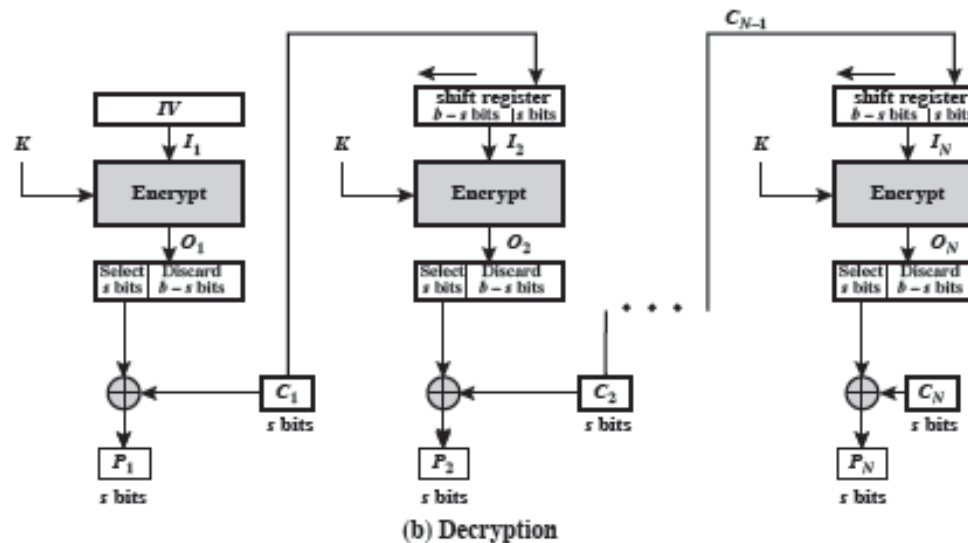 C_{N–1}
IV
shift register
b – s bits | s bits
shift register
b – s bits | s bits
K
I_1
K
I_2
K
I_N
Encrypt
Encrypt
Encrypt
O_1
O_2
O_N
Select
s bits
Discard
b – s bits
Select
s bits
Discard
b – s bits
Select
s bits
Discard
b – s bits
• • •
C_1
s bits
C_2
s bits
C_N
s bits
P_1
s bits
P_2
s bits
P_N
s bits
(b) Decryption